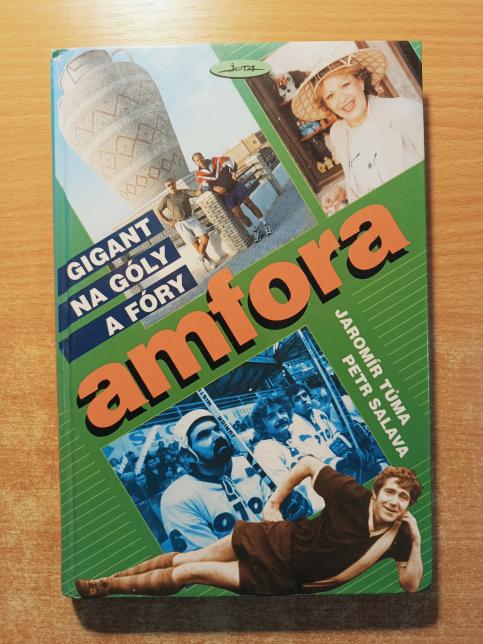 JOTA
GIGANT
NA GÓLY
A FÓRY
amfora
JAROMÍR TŮMA
PETR SALAVA